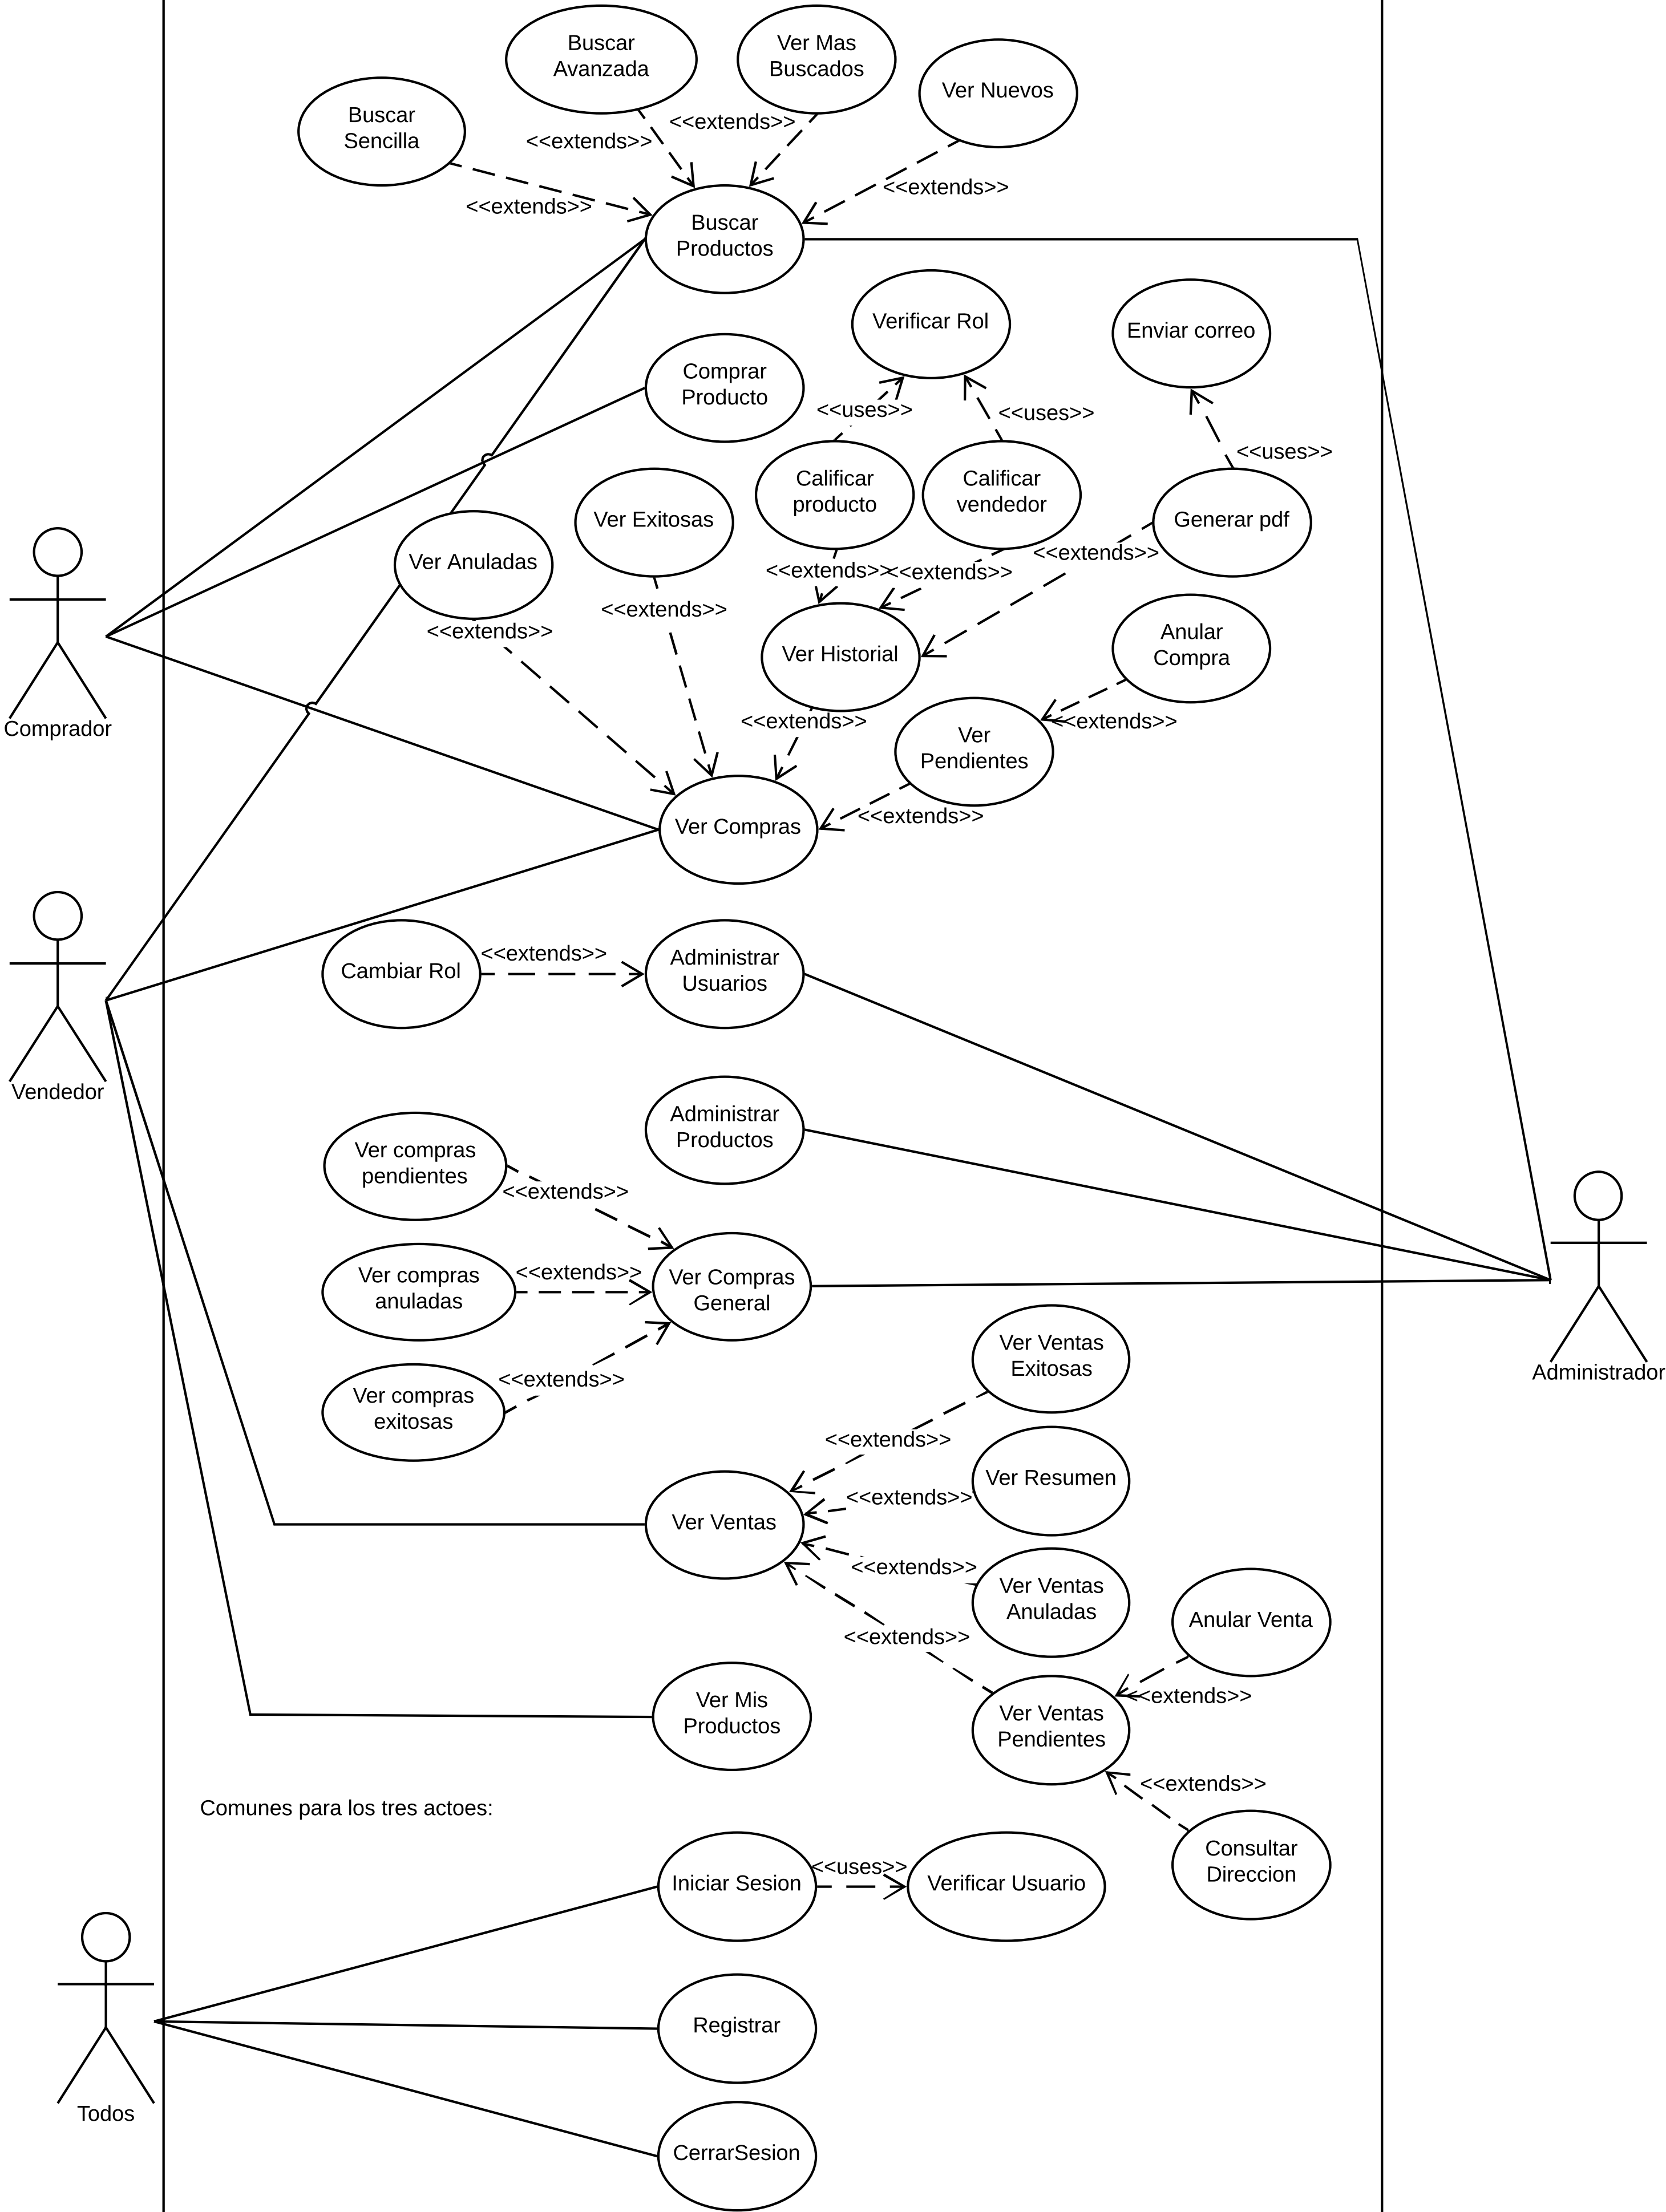 Buscar
Avanzada
Ver Mas
Buscados
Ver Nuevos
Buscar
Sencilla
<<extends>>
<<extends>>
<<extends>>
<<extends>>
Buscar
Productos
Verificar Rol
Enviar correo
Comprar
Producto
<<uses>>
<<uses>>
<<uses>>
Calificar
producto
Calificar
vendedor
Ver Exitosas
Generar pdf
Ver Anuladas
<<extends>>
<<extends>>
<<extends>>
<<extends>>
<<extends>>
Ver Historial
Anular
Compra
Comprador
<<extends>>
<<extends>>
Ver
Pendientes
<<extends>>
Ver Compras
Cambiar Rol
<<extends>>
Administrar
Usuarios
Vendedor
Administrar
Productos
Ver compras
pendientes
<<extends>>
Ver compras
anuladas
<<extends>>
Ver Compras
General
Ver compras
exitosas
<<extends>>
Ver Ventas
Exitosas
Administrador
<<extends>>
Ver Resumen
<<extends>>
Ver Ventas
<<extends>>
Ver Ventas
Anuladas
Anular Venta
<<extends>>
<<extends>>
Ver Mis
Productos
Ver Ventas
Pendientes
<<extends>>
Comunes para los tres actoes:
Consultar
Direccion
Iniciar Sesion
<<uses>>
Verificar Usuario
Registrar
Todos
CerrarSesion